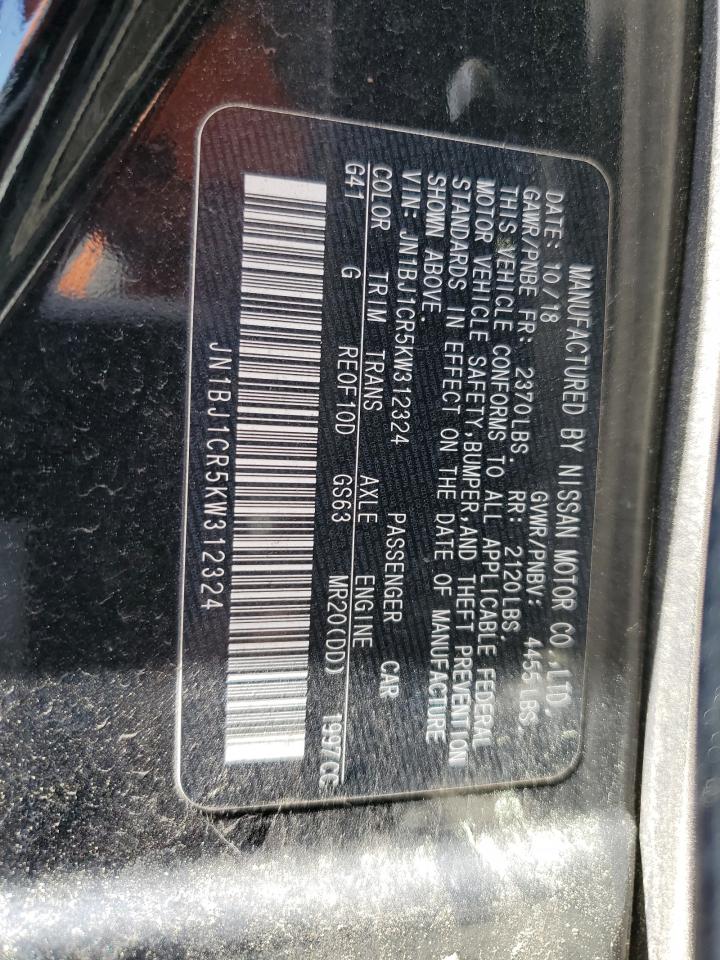 MANUFACTURED BY NISSAN MOTOR CO.,LTD.
DATE: 10/18 GVWR/PNBV: 4455 LBS.
GAWR/PNBE FR: 2370LBS. RR: 2120LBS.
THIS VEHICLE CONFORMS TO ALL APPLICABLE FEDERAL
MOTOR VEHICLE SAFETY,BUMPER,AND THEFT PREVENTION
STANDARDS IN EFFECT ON THE DATE OF MANUFACTURE
SHOWN ABOVE.
VIN: JN1BJ1CR5KW312324 PASSENGER CAR
COLOR TRIM TRANS AXLE ENGINE
G41 G RE0F10D GS63 MR20(DD) 1997CC
JN1BJ1CR5KW312324